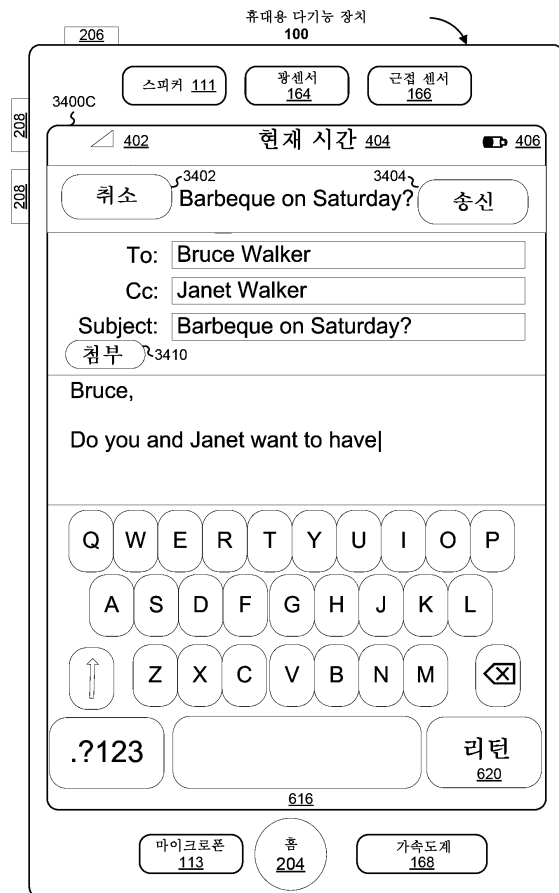 휴대용 다기능 장치
100
206
스피커 111
광센서
164
근접 센서
166
3400C
208
208
402
현재 시간 404
406
취소
3402
Barbeque on Saturday?
3404
송신
To: Bruce Walker
Cc: Janet Walker
Subject: Barbeque on Saturday?
첨부
3410
Bruce,
Do you and Janet want to have
Q W E R T Y U I O P
A S D F G H J K L
Z X C V B N M
.?123
리턴
620
616
마이크로폰
113
홈
204
가속도계
168